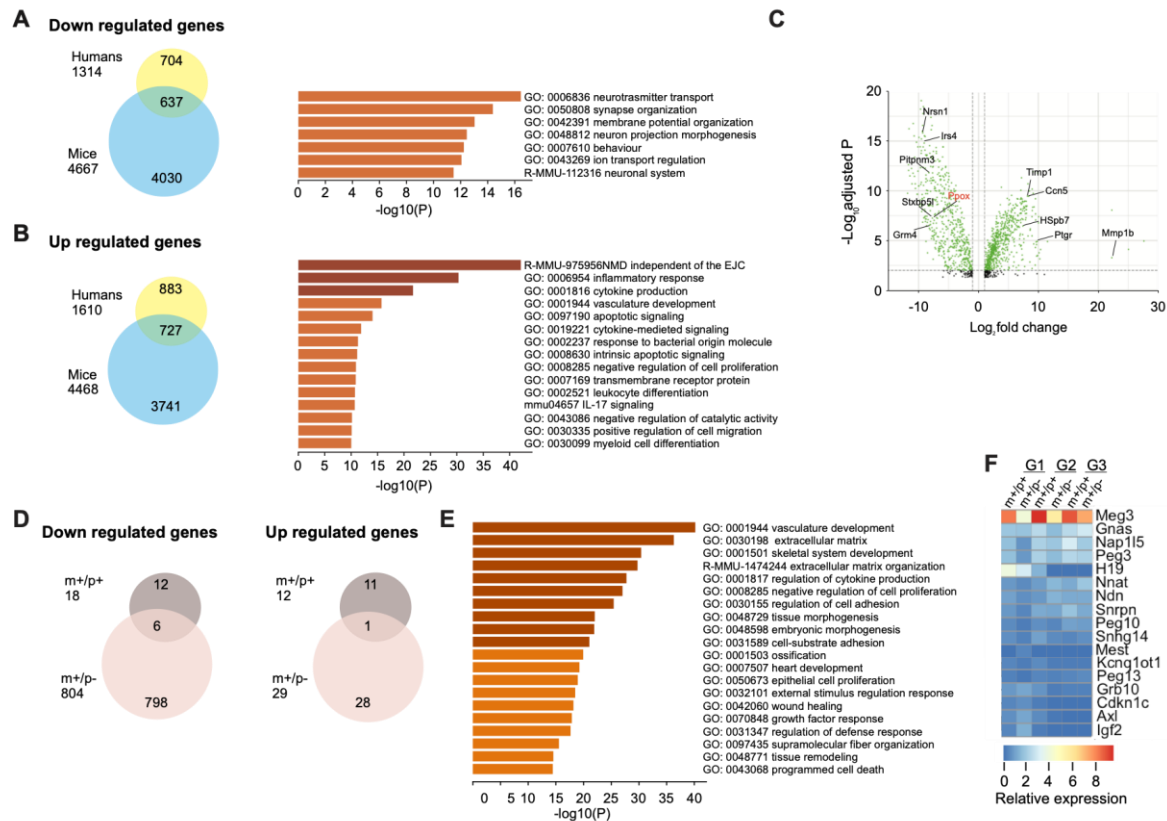 A
Down regulated genes
Humans
1314
704
637
Mice
4667
4030
GO: 0006836 neurotrasmitter transport
GO: 0050808 synapse organization
GO: 0042391 membrane potential organization
GO: 0048812 neuron projection morphogenesis
GO: 0007610 behaviour
GO: 0043269 ion transport regulation
R-MMU-112316 neuronal system
0 2 4 6 8 10 12 14 16
-log10(P)
B
Up regulated genes
Humans
1610
883
727
Mice
4468
3741
R-MMU-975956NMD independent of the EJC
GO: 0006954 inflammatory response
GO: 0001816 cytokine production
GO: 0001944 vasculature development
GO: 0097190 apoptotic signaling
GO: 0019221 cytokine-medieted signaling
GO: 0002237 response to bacterial origin molecule
GO: 0008630 intrinsic apoptotic signaling
GO: 0008285 negative regulation of cell proliferation
GO: 0007169 transmembrane receptor protein
GO: 0002521 leukocyte differentiation
mmu04657 IL-17 signaling
GO: 0043086 negative regulation of catalytic activity
GO: 0030335 positive regulation of cell migration
GO: 0030099 myeloid cell differentiation
0 5 10 15 20 25 30 35 40
-log10(P)
C
-Log10 adjusted P
20
15
10
5
0
Nrsn1
Irs4
Pitpnm3
Stxbp5l
Ppox
Grm4
Timp1
Ccn5
HSpb7
Ptgr
Mmp1b
-10 0 10 20 30
Log2 fold change
D
Down regulated genes
m+/p+
18
12
6
m+/p-
804
798
Up regulated genes
m+/p+
12
11
1
m+/p-
29
28
E
GO: 0001944 vasculature development
GO: 0030198 extracellular matrix
GO: 0001501 skeletal system development
R-MMU-1474244 extracellular matrix organization
GO: 0001817 regulation of cytokine production
GO: 0008285 negative regulation of cell proliferation
GO: 0030155 regulation of cell adhesion
GO: 0048729 tissue morphogenesis
GO: 0048598 embryonic morphogenesis
GO: 0031589 cell-substrate adhesion
GO: 0001503 ossification
GO: 0007507 heart development
GO: 0050673 epithelial cell proliferation
GO: 0032101 external stimulus regulation response
GO: 0042060 wound healing
GO: 0070848 growth factor response
GO: 0031347 regulation of defense response
GO: 0097435 supramolecular fiber organization
GO: 0048771 tissue remodeling
GO: 0043068 programmed cell death
0 5 10 15 20 25 30 35 40
-log10(P)
F
G1 G2 G3
m+/p+ m+/p- m+/p+ m+/p- m+/p+ m+/p-
Meg3
Gnas
Nap1l5
Peg3
H19
Nnat
Ndn
Snrpn
Peg10
Snhg14
Mest
Kcnq1ot1
Peg13
Grb10
Cdkn1c
Axl
Igf2
0 2 4 6 8
Relative expression